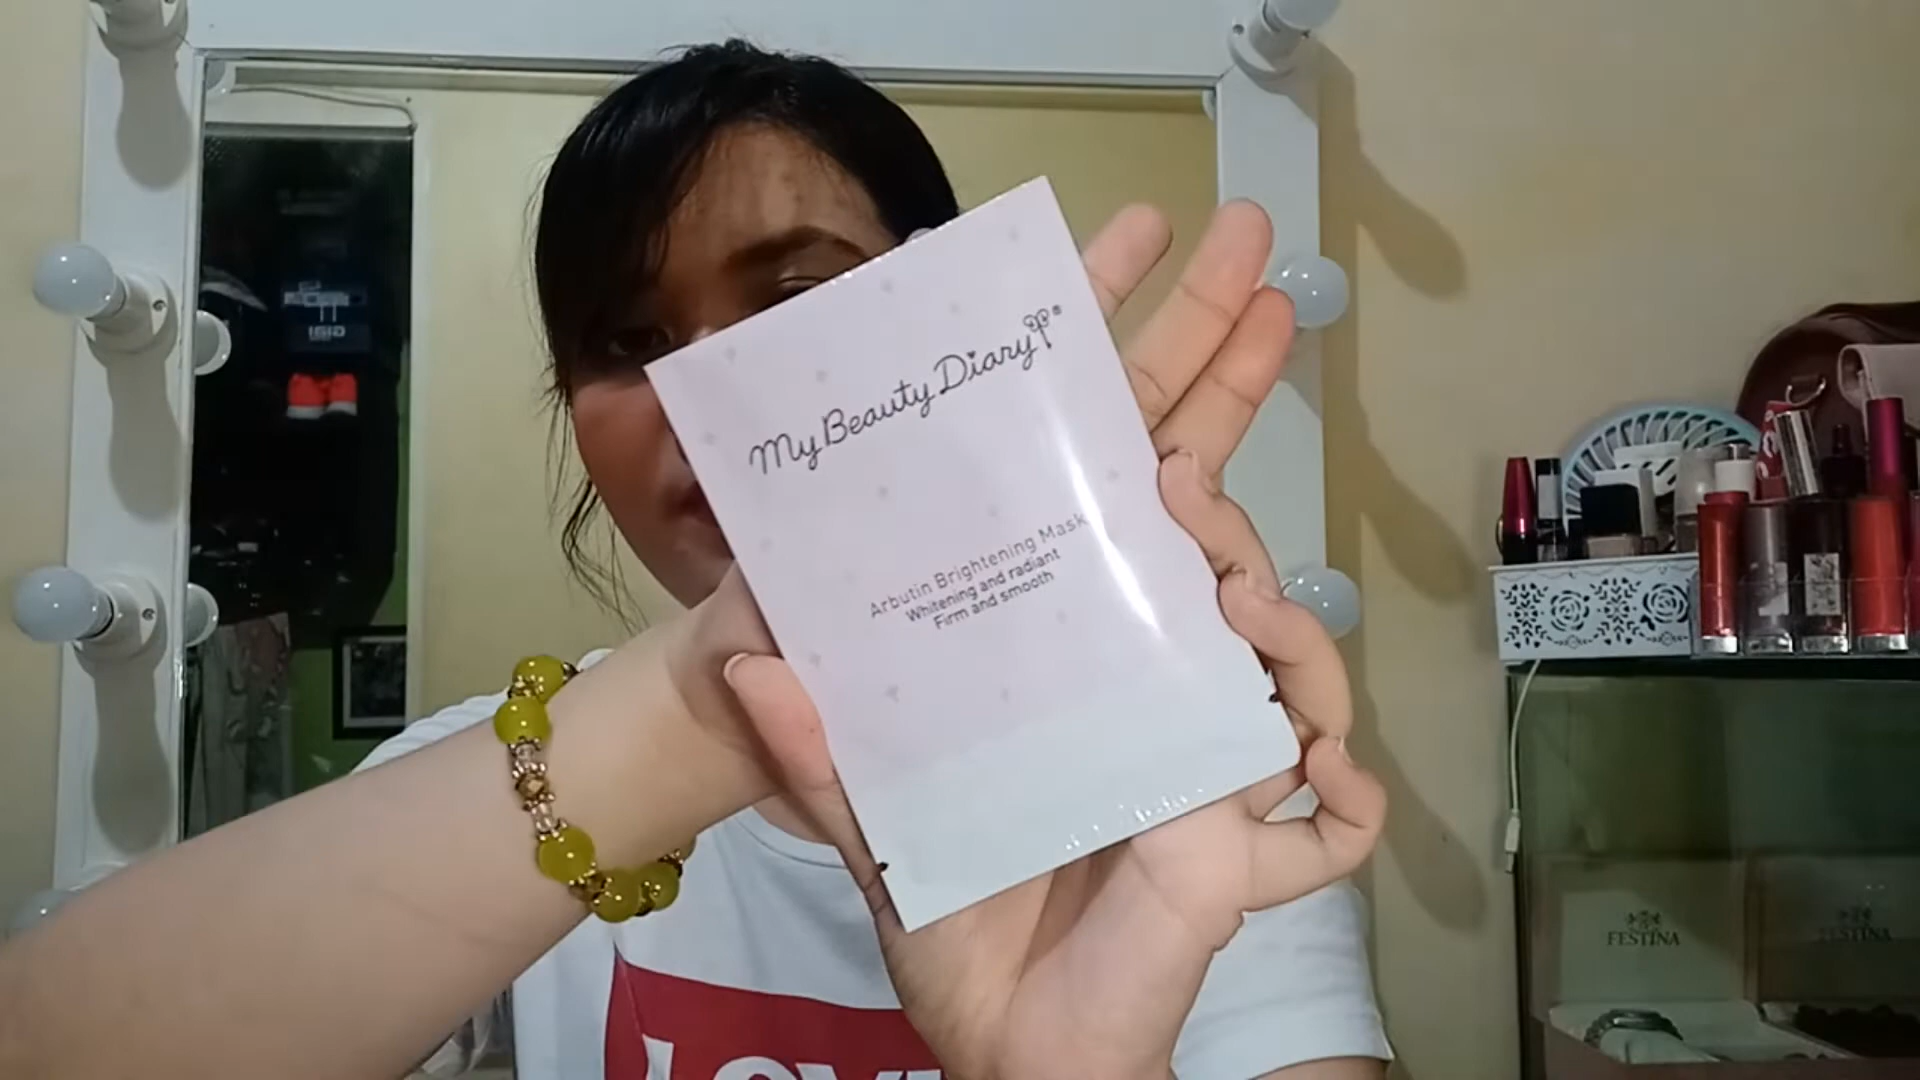 My Beauty Diary®
Arbutin Brightening Mask
Whitening and radiant
Firm and smooth
FESTINA
FESTINA